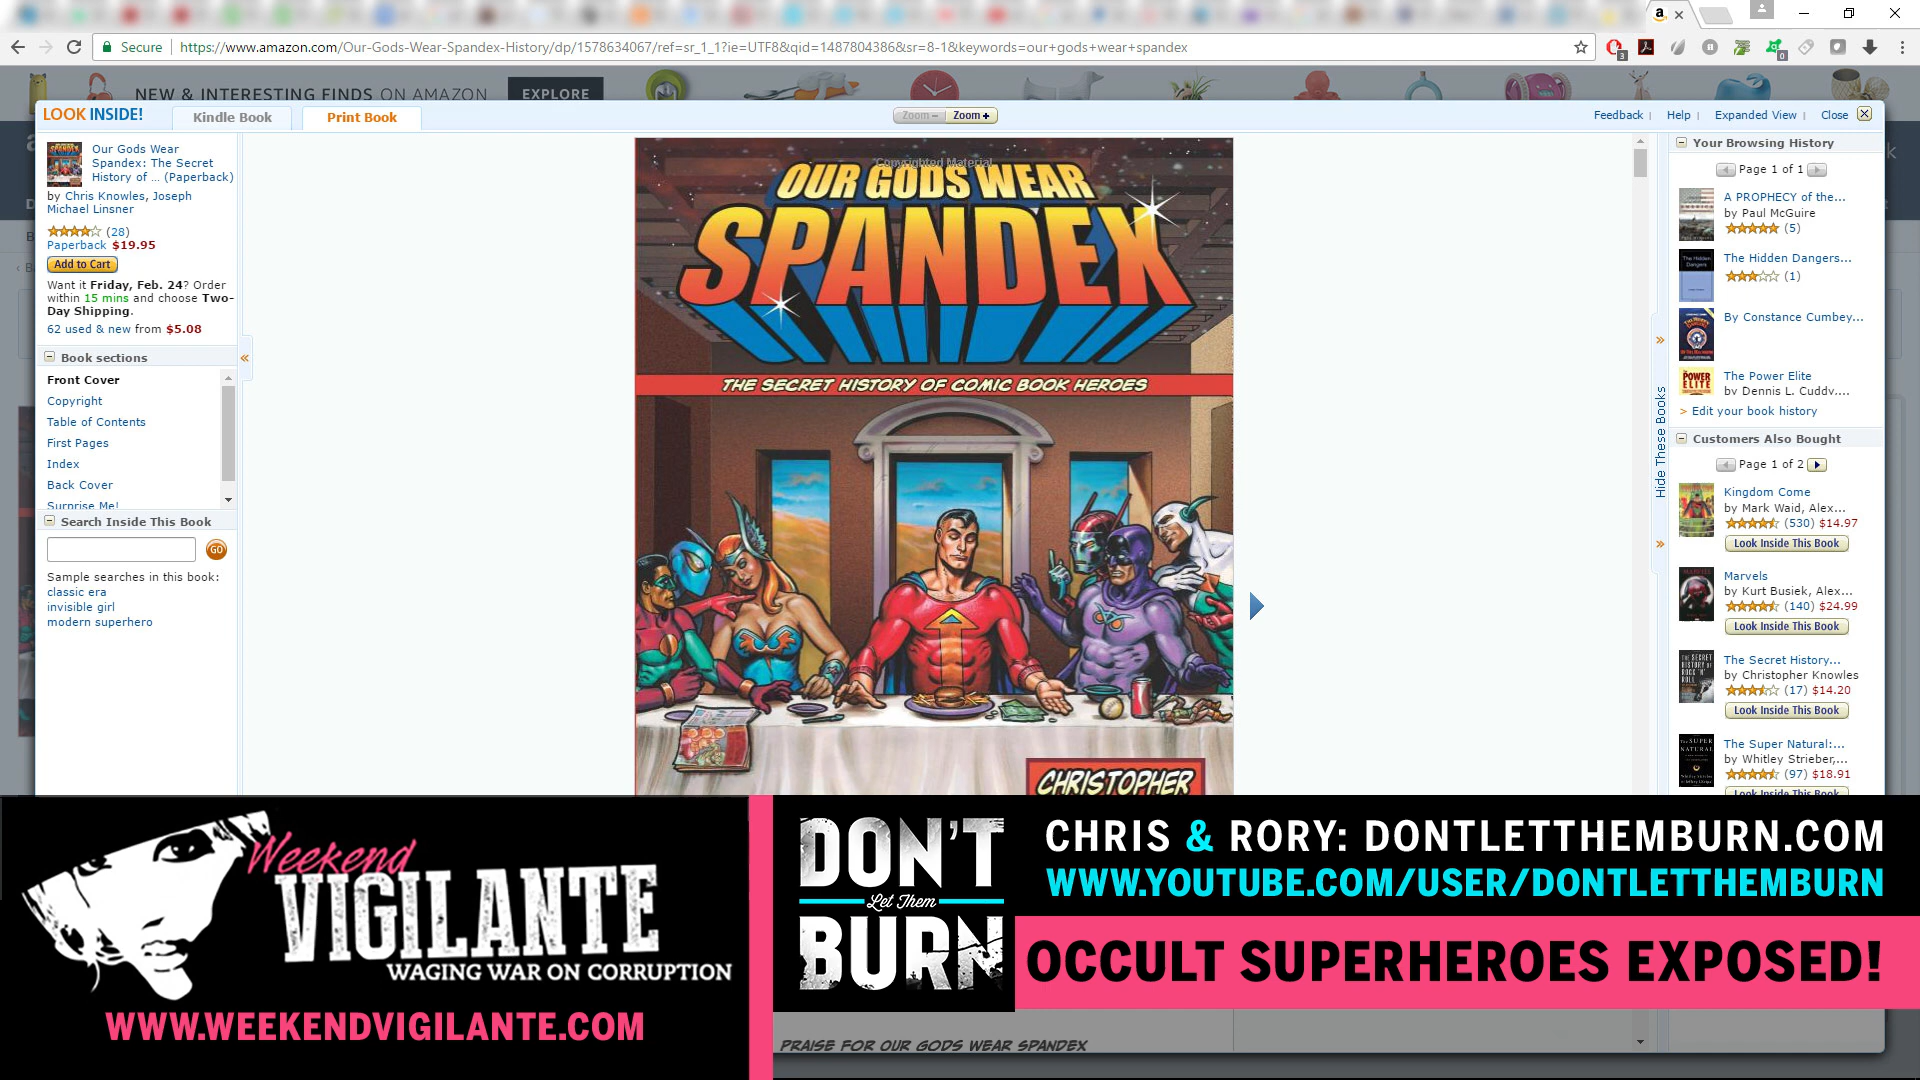 a
Secure
https://www.amazon.com/Our-Gods-Wear-Spandex-History/dp/1578634067/ref=sr_1_1?ie=UTF8&qid=1487804386&sr=8-1&keywords=our+gods+wear+spandex
3
0
NEW & INTERESTING FINDS ON AMAZON
EXPLORE
LOOK INSIDE!
Kindle Book
Print Book
Zoom −
Zoom +
Feedback |
Help |
Expanded View |
Close
Our Gods Wear
Spandex: The Secret
History of ... (Paperback)
by Chris Knowles, Joseph
Michael Linsner
(28)
Paperback $19.95
Add to Cart
Want it Friday, Feb. 24? Order
within 15 mins and choose Two-
Day Shipping.
62 used & new from $5.08
Book sections
Front Cover
Copyright
Table of Contents
First Pages
Index
Back Cover
Surprise Me!
Search Inside This Book
GO
Sample searches in this book:
classic era
invisible girl
modern superhero
Copyrighted Material
OUR GODS WEAR
SPANDEX
THE SECRET HISTORY OF COMIC BOOK HEROES
CHRISTOPHER
PRAISE FOR OUR GODS WEAR SPANDEX
Hide These Books
Your Browsing History
Page 1 of 1
A PROPHECY of the...
by Paul McGuire
(5)
The Hidden Dangers...
(1)
By Constance Cumbey...
The Power Elite
by Dennis L. Cuddy....
> Edit your book history
Customers Also Bought
Page 1 of 2
Kingdom Come
by Mark Waid, Alex...
(530) $14.97
Look Inside This Book
Marvels
by Kurt Busiek, Alex...
(140) $24.99
Look Inside This Book
The Secret History...
by Christopher Knowles
(17) $14.20
Look Inside This Book
The Super Natural:...
by Whitley Strieber,...
(97) $18.91
Look Inside This Book
Weekend
VIGILANTE
WAGING WAR ON CORRUPTION
WWW.WEEKENDVIGILANTE.COM
DON'T
Let Them
BURN
CHRIS & RORY: DONTLETTHEMBURN.COM
WWW.YOUTUBE.COM/USER/DONTLETTHEMBURN
OCCULT SUPERHEROES EXPOSED!